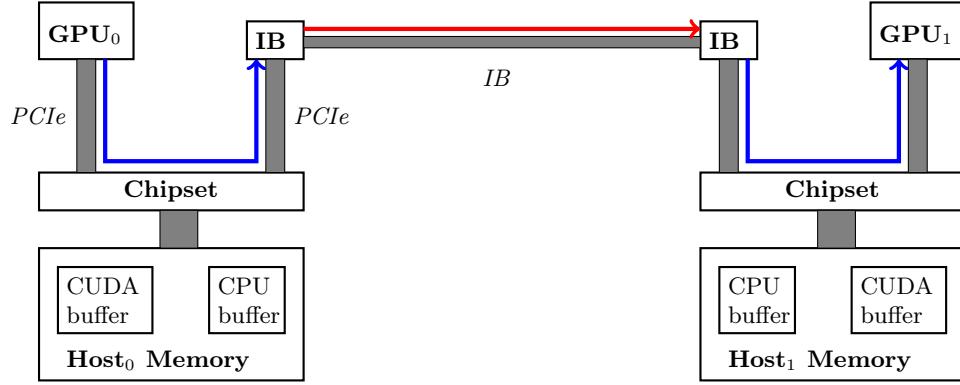 GPU₀
IB
IB
GPU₁
PCIe
PCIe
IB
Chipset
Chipset
CUDA
buffer
CPU
buffer
Host₀ Memory
CPU
buffer
CUDA
buffer
Host₁ Memory